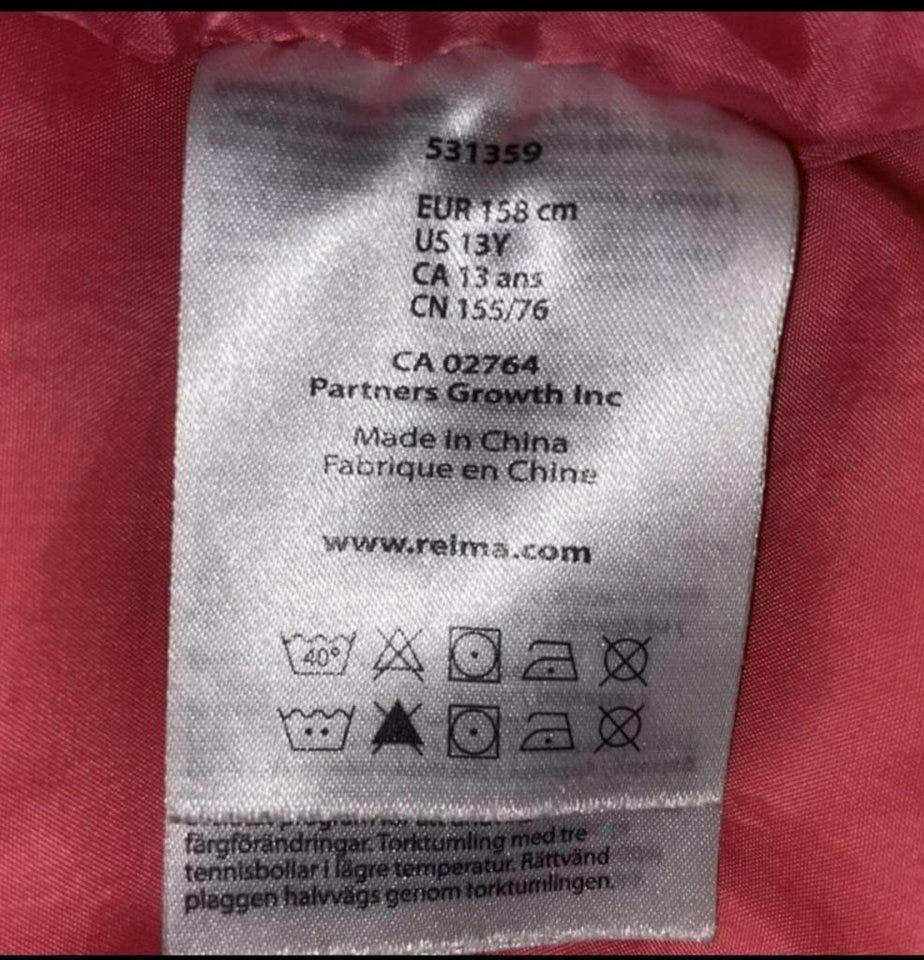 531359
EUR 158 cm
US 13Y
CA 13 ans
CN 155/76
CA 02764
Partners Growth Inc
Made in China
Fabrique en Chine
www.reima.com
40°
färgförändringar. Torktumling med tre
tennisbollar i lägre temperatur. Rättvänd
plaggen halvvägs genom torktumlingen.